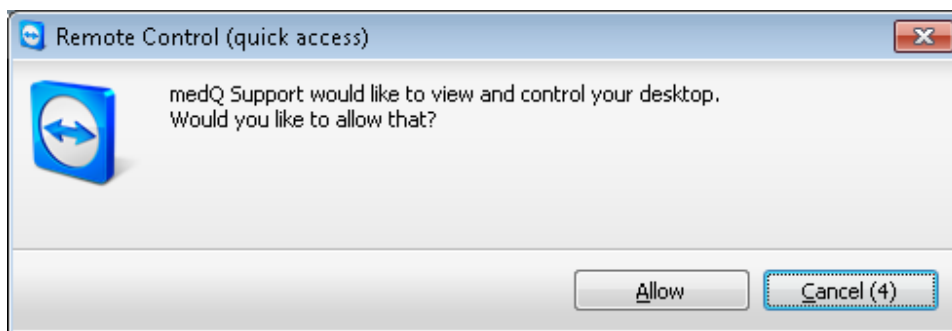 Remote Control (quick access)
medQ Support would like to view and control your desktop.
Would you like to allow that?
Allow
Cancel (4)